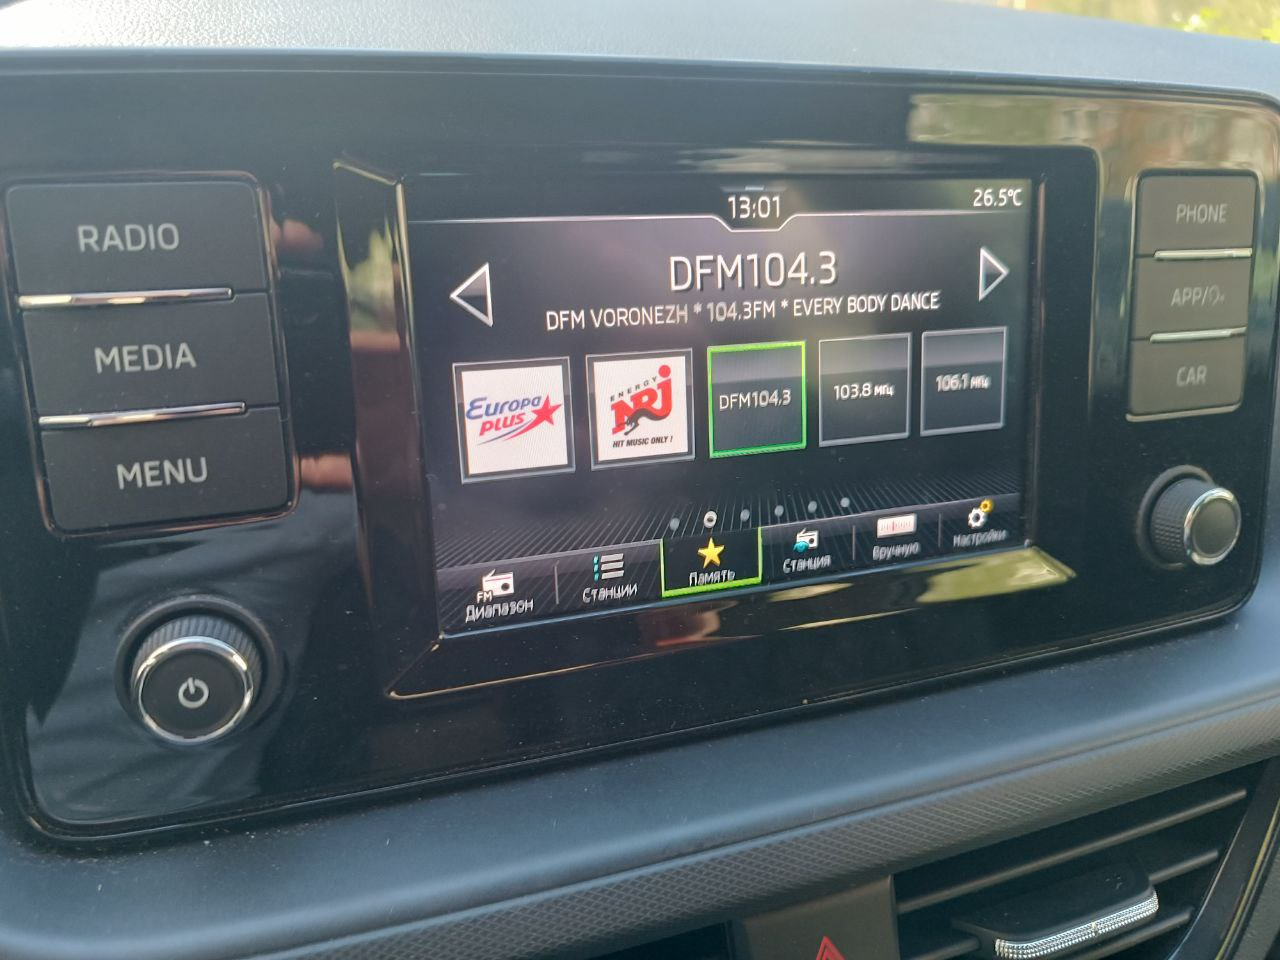 13:01
26.5°C
DFM104.3
DFM VORONEZH * 104.3FM * EVERY BODY DANCE
RADIO
MEDIA
MENU
EUROPA
PLUS
ENERGY
NRJ
HIT MUSIC ONLY!
DFM104.3
103.8 МГц
106.1 МГц
FM
Диапазон
Станции
Память
Станция
Вручную
Настройки
PHONE
APP/
CAR